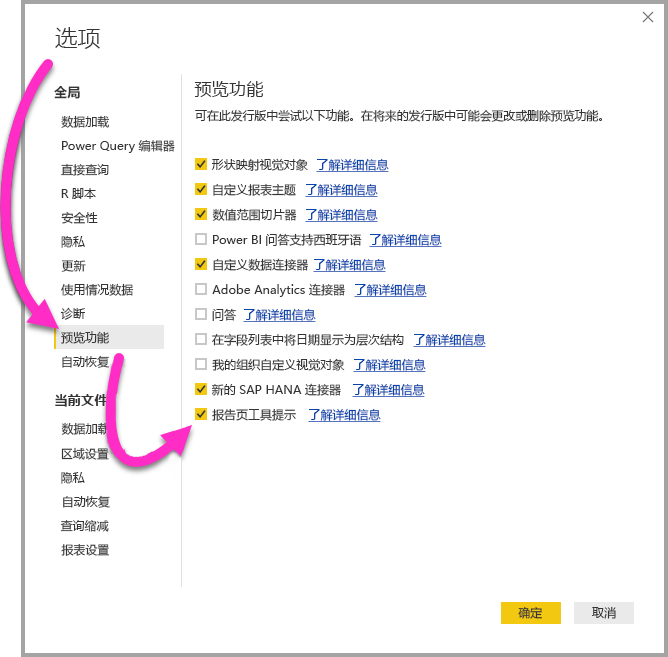 选项
全局
数据加载
Power Query 编辑器
直接查询
R 脚本
安全性
隐私
更新
使用情况数据
诊断
预览功能
自动恢复
当前文件
数据加载
区域设置
隐私
自动恢复
查询缩减
报表设置
预览功能
可在此发行版中尝试以下功能。在将来的发行版中可能会更改或删除预览功能。
形状映射视觉对象 了解详细信息
自定义报表主题 了解详细信息
数值范围切片器 了解详细信息
Power BI 问答支持西班牙语 了解详细信息
自定义数据连接器 了解详细信息
Adobe Analytics 连接器 了解详细信息
问答 了解详细信息
在字段列表中将日期显示为层次结构 了解详细信息
我的组织自定义视觉对象 了解详细信息
新的 SAP HANA 连接器 了解详细信息
报告页工具提示 了解详细信息
确定
取消